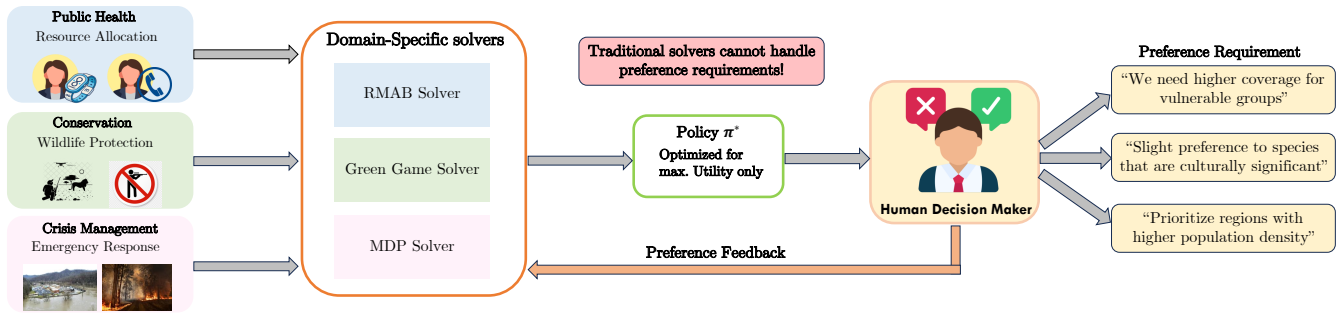 Public Health
Resource Allocation
Conservation
Wildlife Protection
Crisis Management
Emergency Response
Domain-Specific solvers
RMAB Solver
Green Game Solver
MDP Solver
Traditional solvers cannot handle
preference requirements!
Policy π*
Optimized for
max. Utility only
Human Decision Maker
Preference Feedback
Preference Requirement
“We need higher coverage for
vulnerable groups”
“Slight preference to species
that are culturally significant”
“Prioritize regions with
higher population density”